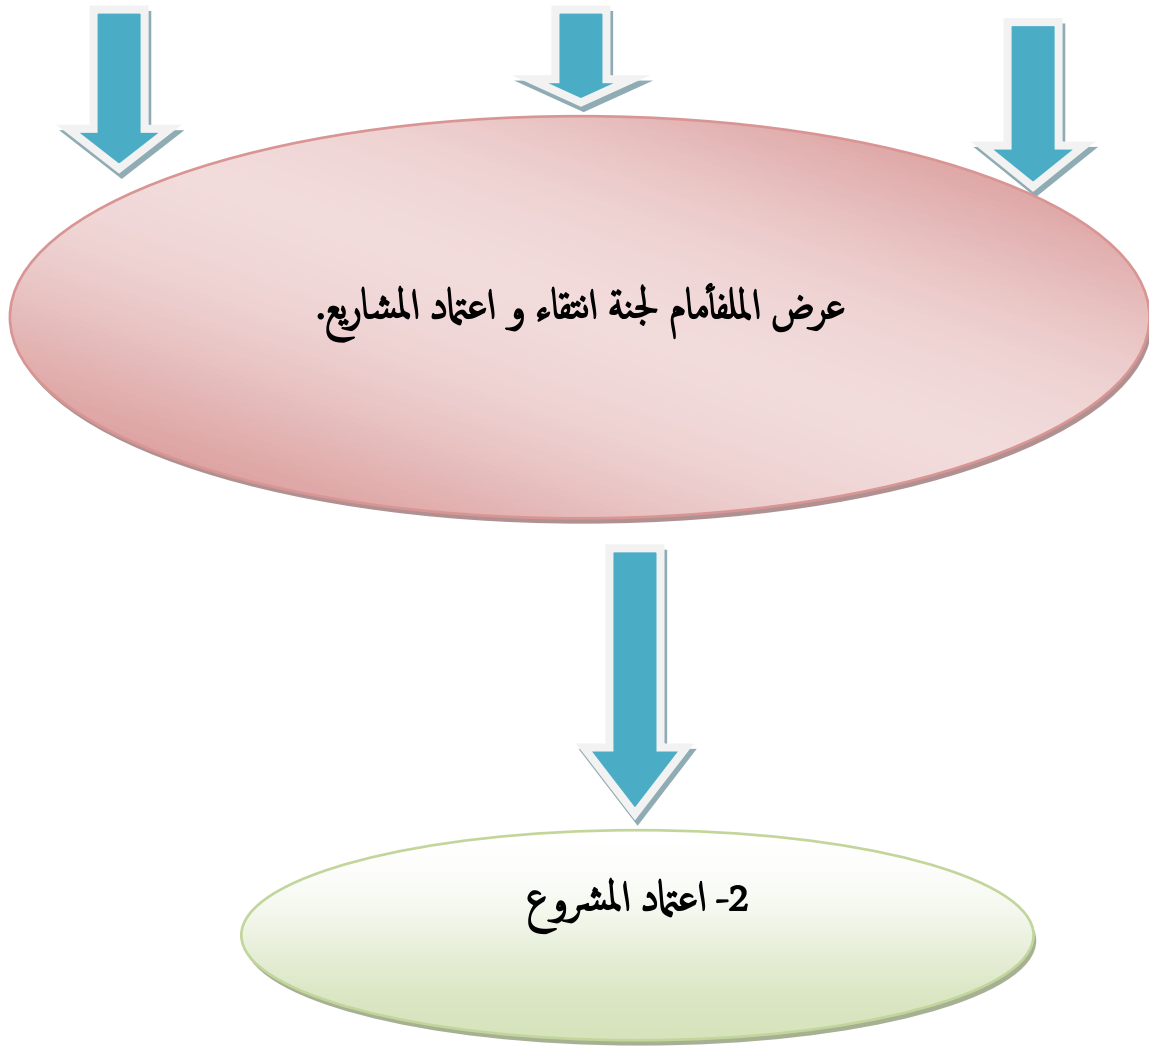 عرض الملفأمام لجنة انتقاء و اعتماد المشاريع.
2- اعتماد المشروع